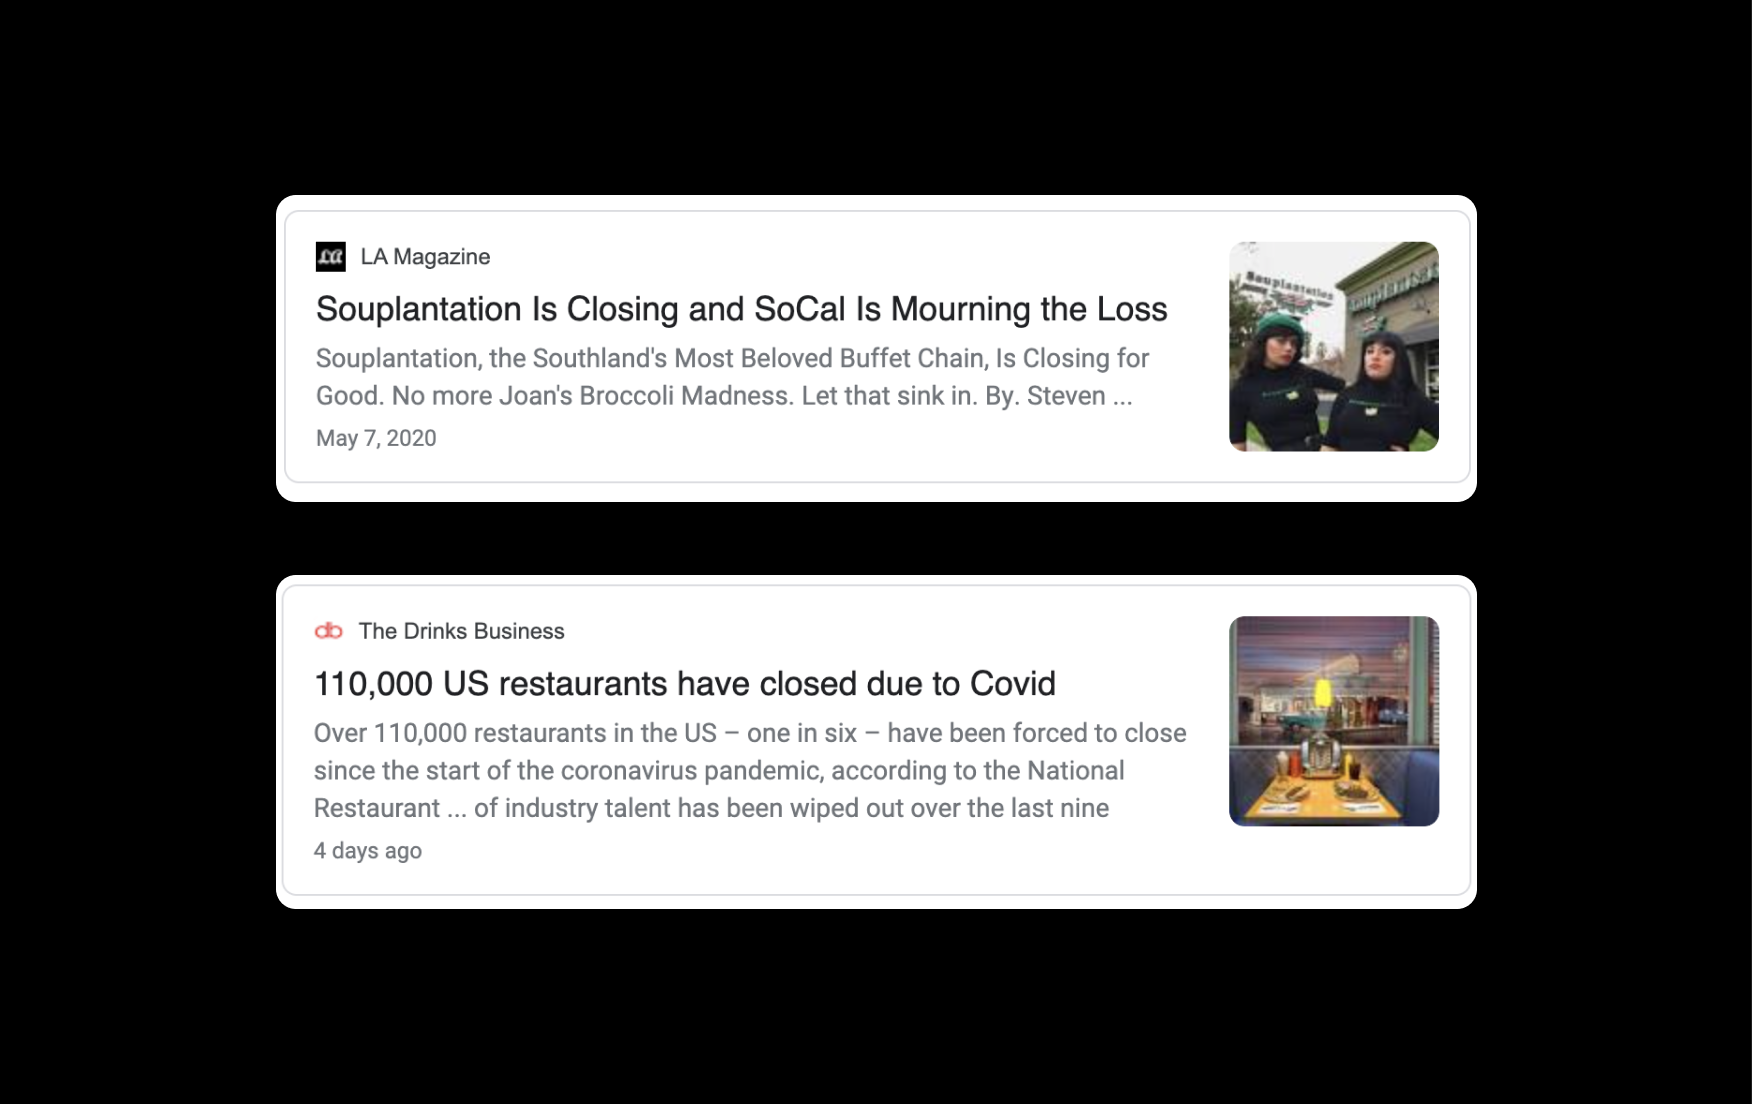 LA Magazine
Souplantation Is Closing and SoCal Is Mourning the Loss
Souplantation, the Southland's Most Beloved Buffet Chain, Is Closing for
Good. No more Joan's Broccoli Madness. Let that sink in. By. Steven ...
May 7, 2020
Souplantation
Souplantation
The Drinks Business
110,000 US restaurants have closed due to Covid
Over 110,000 restaurants in the US – one in six – have been forced to close
since the start of the coronavirus pandemic, according to the National
Restaurant ... of industry talent has been wiped out over the last nine
4 days ago